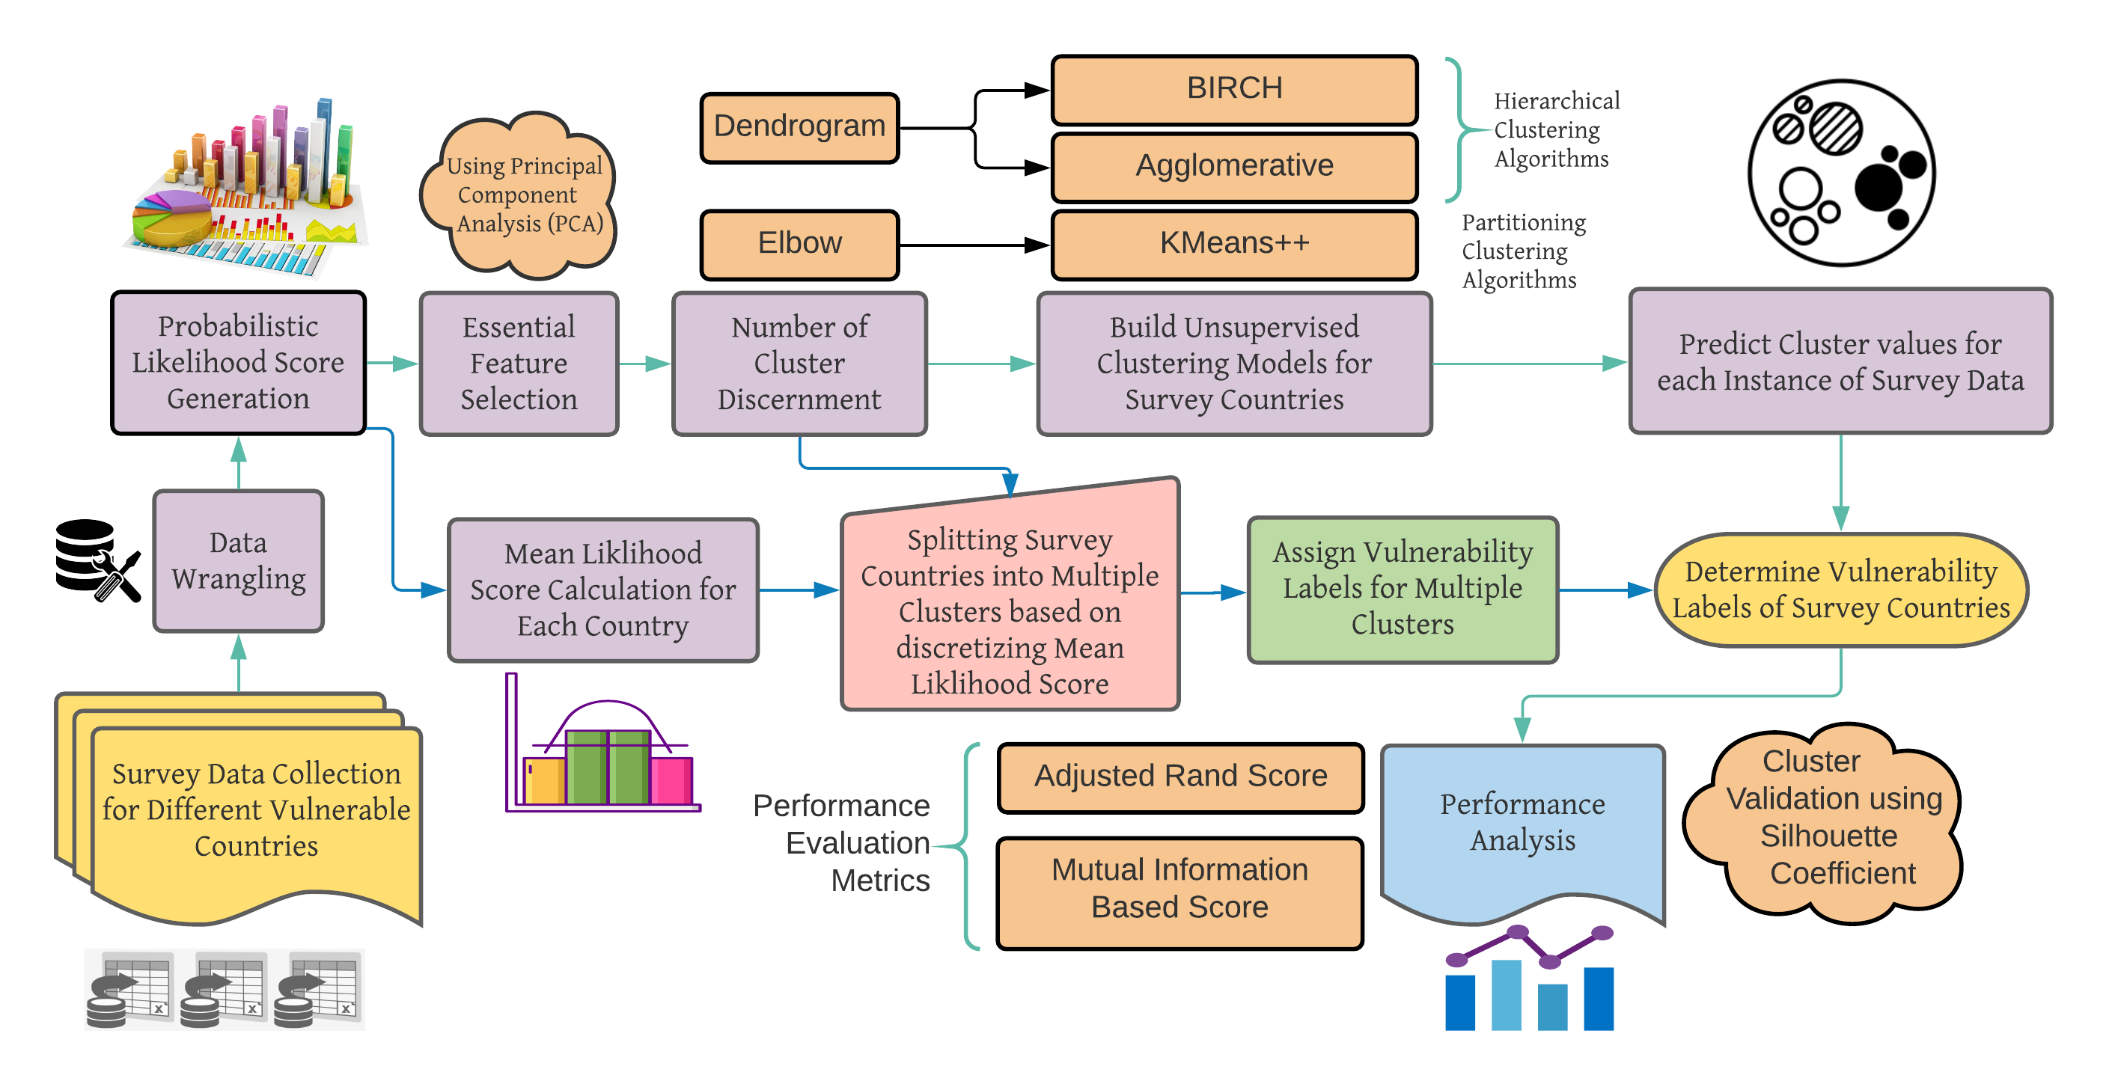 Dendrogram
BIRCH
Agglomerative
Hierarchical
Clustering
Algorithms
Using Principal
Component
Analysis (PCA)
Elbow
KMeans++
Partitioning
Clustering
Algorithms
Probabilistic
Likelihood Score
Generation
Essential
Feature
Selection
Number of
Cluster
Discernment
Build Unsupervised
Clustering Models for
Survey Countries
Predict Cluster values for
each Instance of Survey Data
Data
Wrangling
Mean Liklihood
Score Calculation for
Each Country
Splitting Survey
Countries into Multiple
Clusters based on
discretizing Mean
Liklihood Score
Assign Vulnerability
Labels for Multiple
Clusters
Determine Vulnerability
Labels of Survey Countries
Survey Data Collection
for Different Vulnerable
Countries
Performance
Evaluation
Metrics
Adjusted Rand Score
Mutual Information
Based Score
Performance
Analysis
Cluster
Validation using
Silhouette
Coefficient
X
X
X